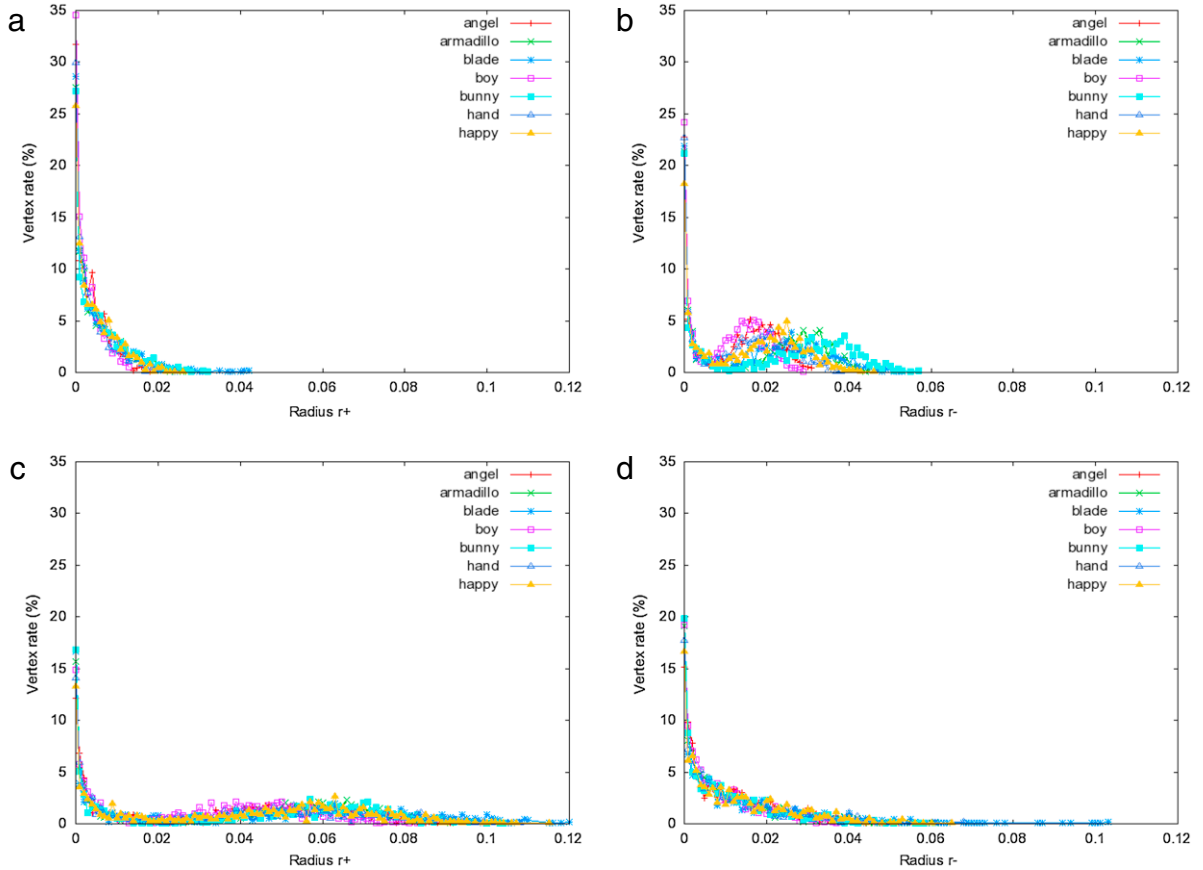 a
35
30
25
20
15
10
5
0
Vertex rate (%)
angel
armadillo
blade
boy
bunny
hand
happy
0 0.02 0.04 0.06 0.08 0.1 0.12
Radius r+
b
35
30
25
20
15
10
5
0
Vertex rate (%)
angel
armadillo
blade
boy
bunny
hand
happy
0 0.02 0.04 0.06 0.08 0.1 0.12
Radius r-
c
35
30
25
20
15
10
5
0
Vertex rate (%)
angel
armadillo
blade
boy
bunny
hand
happy
0 0.02 0.04 0.06 0.08 0.1 0.12
Radius r+
d
35
30
25
20
15
10
5
0
Vertex rate (%)
angel
armadillo
blade
boy
bunny
hand
happy
0 0.02 0.04 0.06 0.08 0.1 0.12
Radius r-